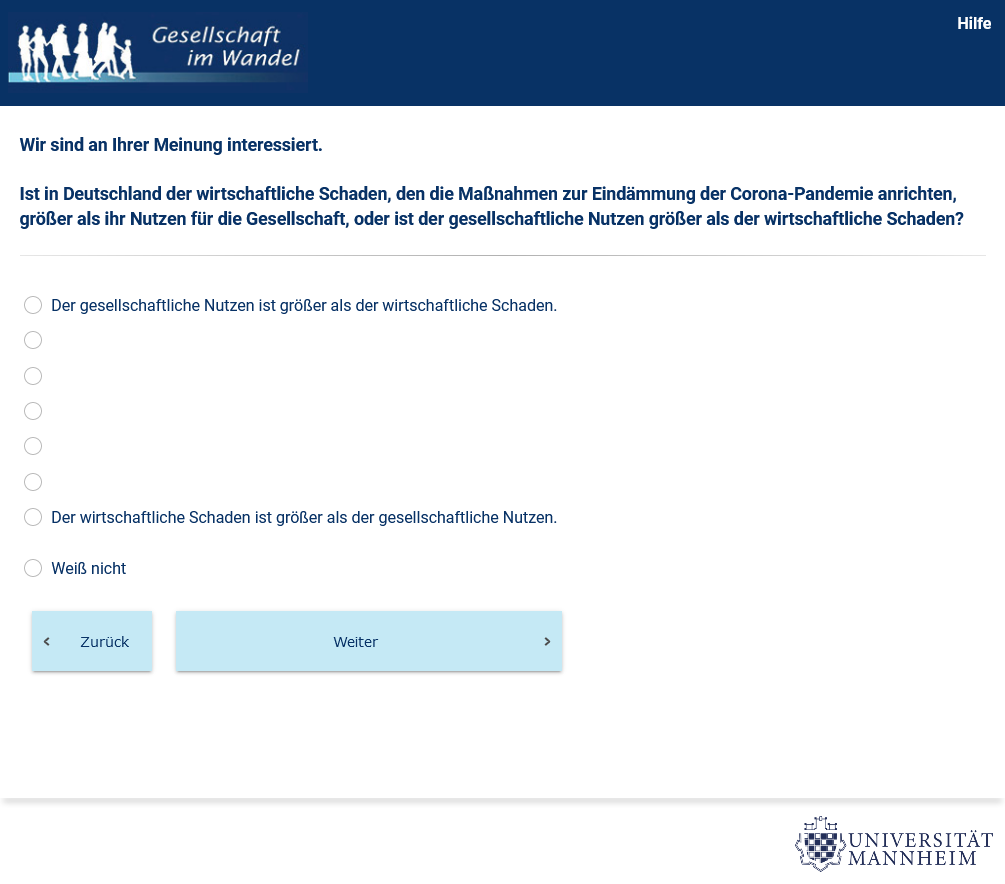 Gesellschaft
im Wandel
Hilfe
Wir sind an Ihrer Meinung interessiert.
Ist in Deutschland der wirtschaftliche Schaden, den die Maßnahmen zur Eindämmung der Corona-Pandemie anrichten,
größer als ihr Nutzen für die Gesellschaft, oder ist der gesellschaftliche Nutzen größer als der wirtschaftliche Schaden?
Der gesellschaftliche Nutzen ist größer als der wirtschaftliche Schaden.
Der wirtschaftliche Schaden ist größer als der gesellschaftliche Nutzen.
Weiß nicht
Zurück
Weiter
UNIVERSITÄT
MANNHEIM